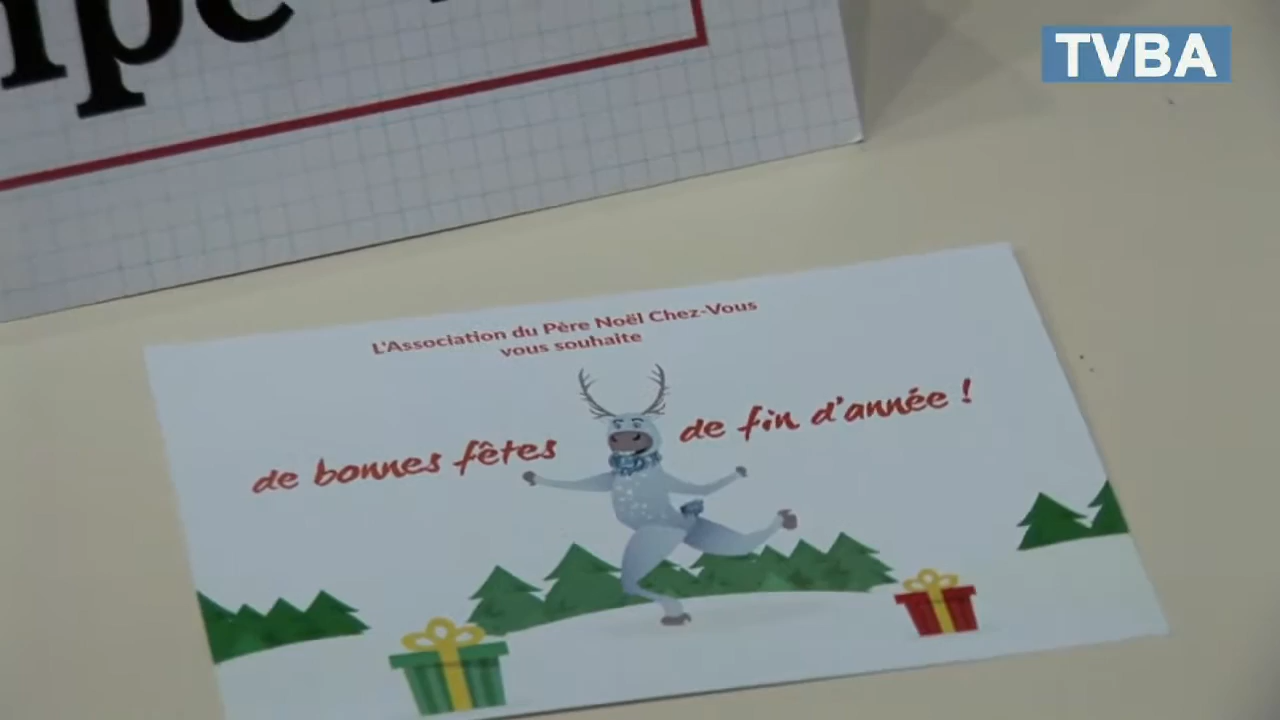 TVBA
L'Association du Père Noël Chez-Vous
vous souhaite
de bonnes fêtes de fin d'année !